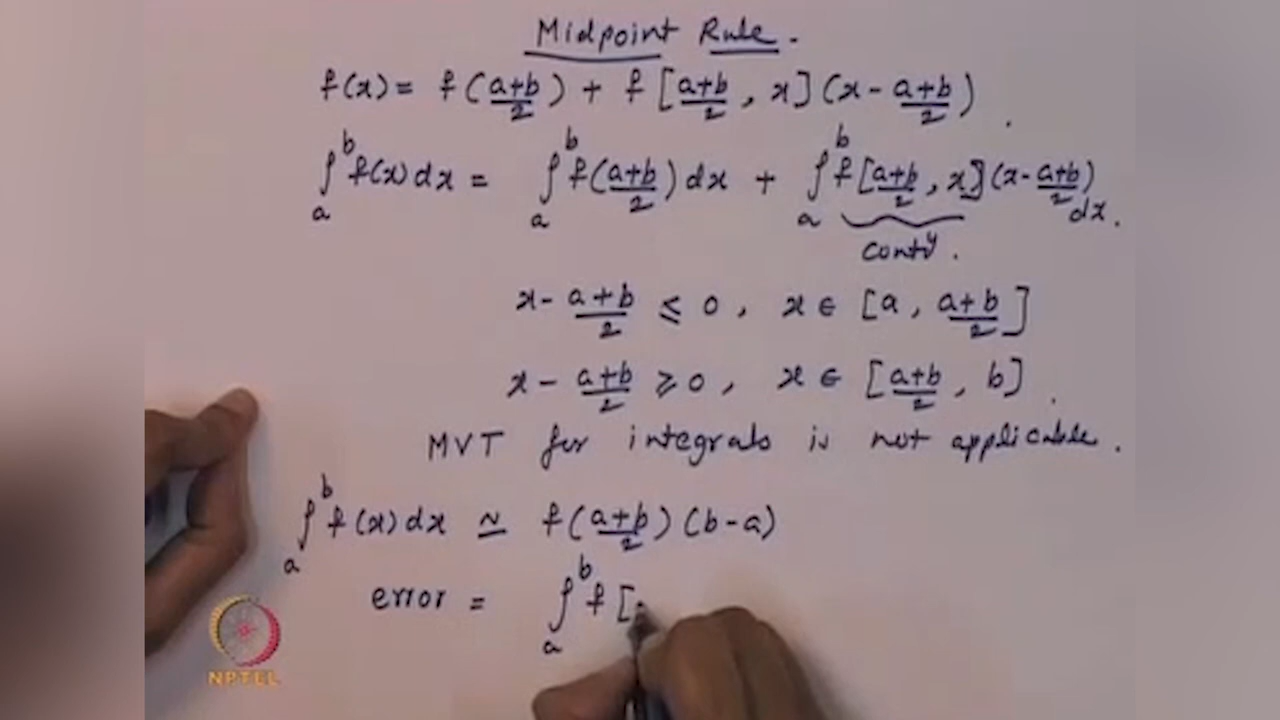 Midpoint Rule.
f(x) = f(a+b/2) + f[a+b/2, x](x - a+b/2).
∫_a^b f(x) dx = ∫_a^b f(a+b/2) dx + ∫_a^b f[a+b/2, x](x - a+b/2) dx.
conty.
x - a+b/2 ≤ 0, x ∈ [a, a+b/2]
x - a+b/2 ≥ 0, x ∈ [a+b/2, b].
MVT for integrals is not applicable.
∫_a^b f(x) dx ≃ f(a+b/2)(b-a)
error = ∫_a^b f[
NPTEL